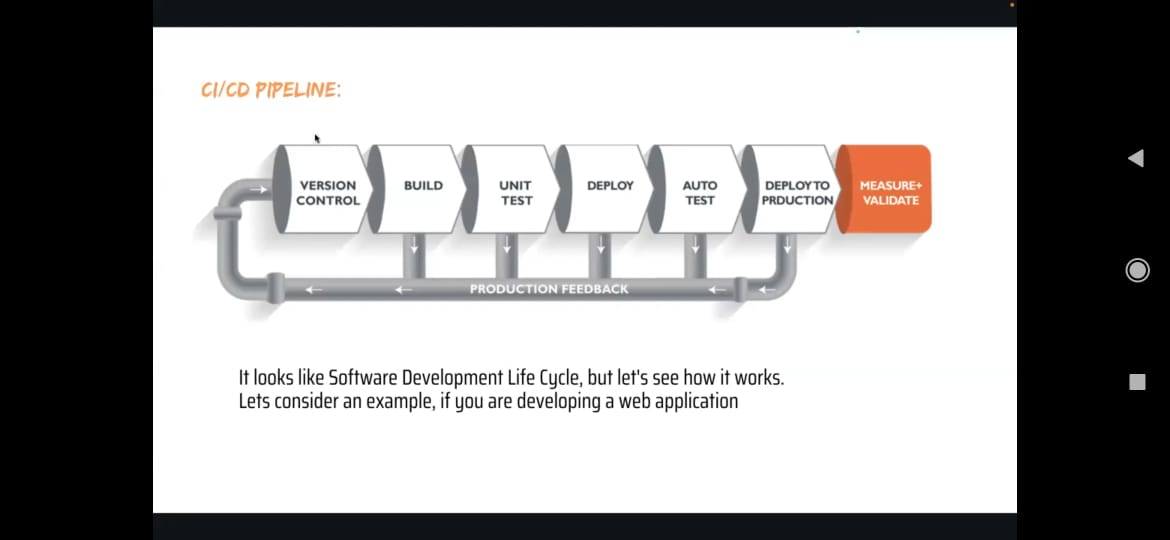 CI/CD PIPELINE:
VERSION
CONTROL
BUILD
UNIT
TEST
DEPLOY
AUTO
TEST
DEPLOY TO
PRDUCTION
MEASURE+
VALIDATE
PRODUCTION FEEDBACK
It looks like Software Development Life Cycle, but let's see how it works.
Lets consider an example, if you are developing a web application